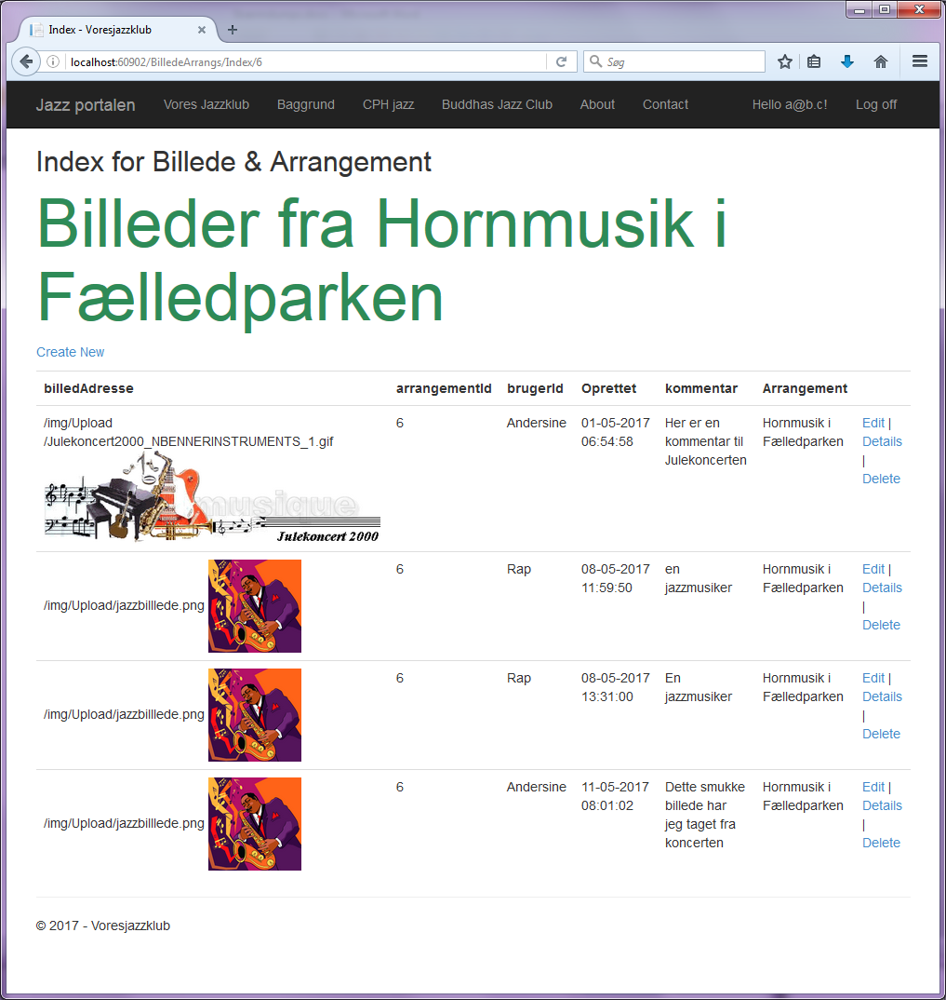 Index - Voresjazzklub
localhost:60902/BilledeArrangs/Index/6
Søg
Jazz portalen Vores Jazzklub Baggrund CPH jazz Buddhas Jazz Club About Contact Hello a@b.c! Log off
Index for Billede & Arrangement
Billeder fra Hornmusik i
Fælledparken
Create New
billedAdresse arrangementId brugerId Oprettet kommentar Arrangement
/img/Upload
/Julekoncert2000_NBENNERINSTRUMENTS_1.gif
musique
Julekoncert 2000
6
Andersine
01-05-2017
06:54:58
Her er en
kommentar til
Julekoncerten
Hornmusik i
Fælledparken
Edit |
Details
|
Delete
/img/Upload/jazzbilllede.png
6
Rap
08-05-2017
11:59:50
en
jazzmusiker
Hornmusik i
Fælledparken
Edit |
Details
|
Delete
/img/Upload/jazzbilllede.png
6
Rap
08-05-2017
13:31:00
En
jazzmusiker
Hornmusik i
Fælledparken
Edit |
Details
|
Delete
/img/Upload/jazzbilllede.png
6
Andersine
11-05-2017
08:01:02
Dette smukke
billede har
jeg taget fra
koncerten
Hornmusik i
Fælledparken
Edit |
Details
|
Delete
© 2017 - Voresjazzklub